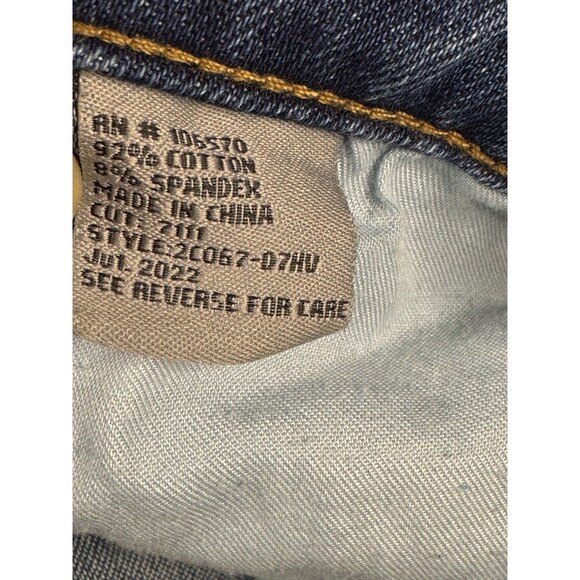 RN # 106570
92% COTTON
8% SPANDEX
MADE IN CHINA
CUT: 7111
STYLE:2C067-07HV
Jul. 2022
SEE REVERSE FOR CARE